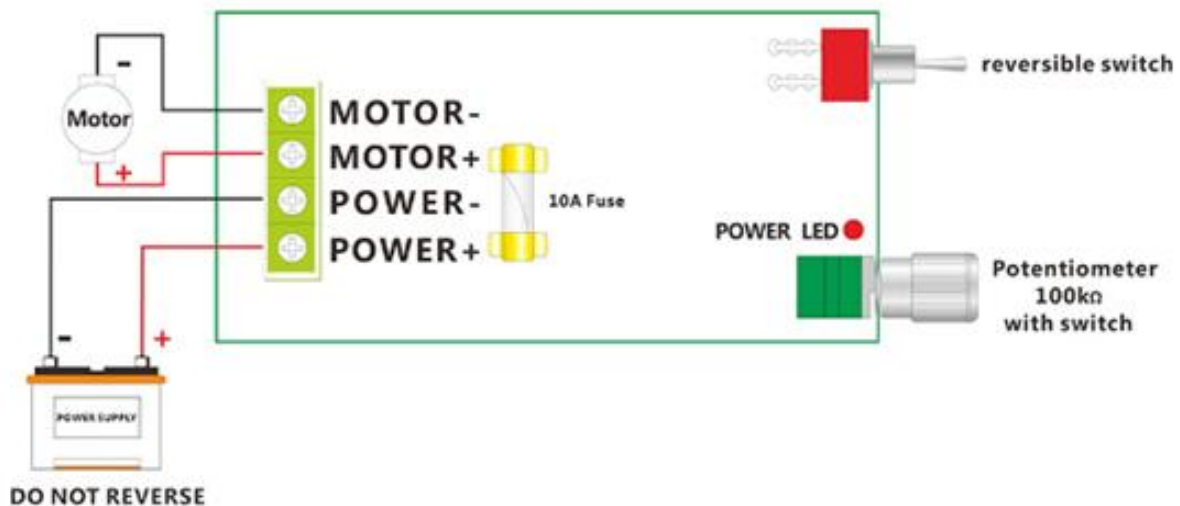 -
Motor
+
MOTOR-
MOTOR+
POWER-
POWER+
10A Fuse
reversible switch
POWER LED
Potentiometer
100kΩ
with switch
-
+
POWER SUPPLY
DO NOT REVERSE